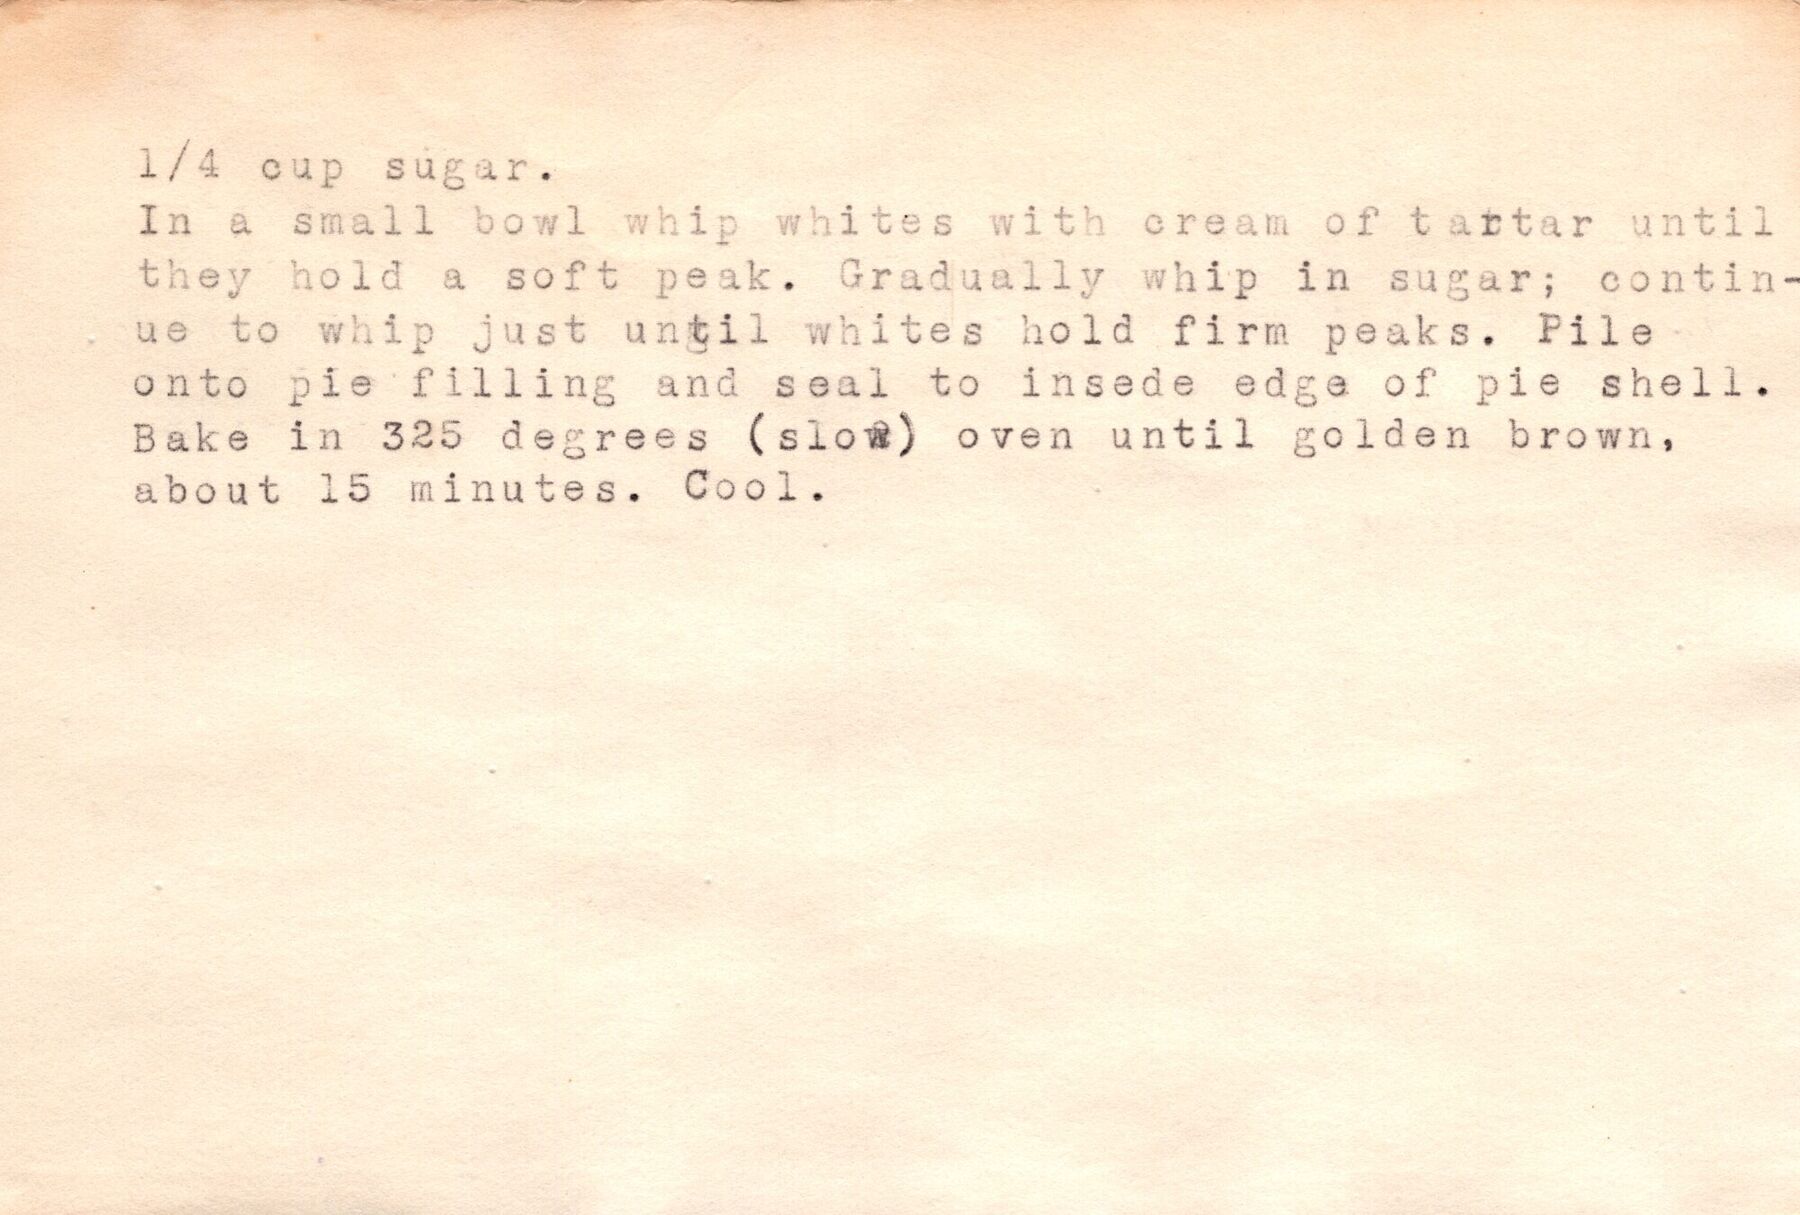 1/4 cup sugar.
In a small bowl whip whites with cream of tartar until
they hold a soft peak. Gradually whip in sugar; contin-
ue to whip just until whites hold firm peaks. Pile
onto pie filling and seal to insede edge of pie shell.
Bake in 325 degrees (slow) oven until golden brown,
about 15 minutes. Cool.